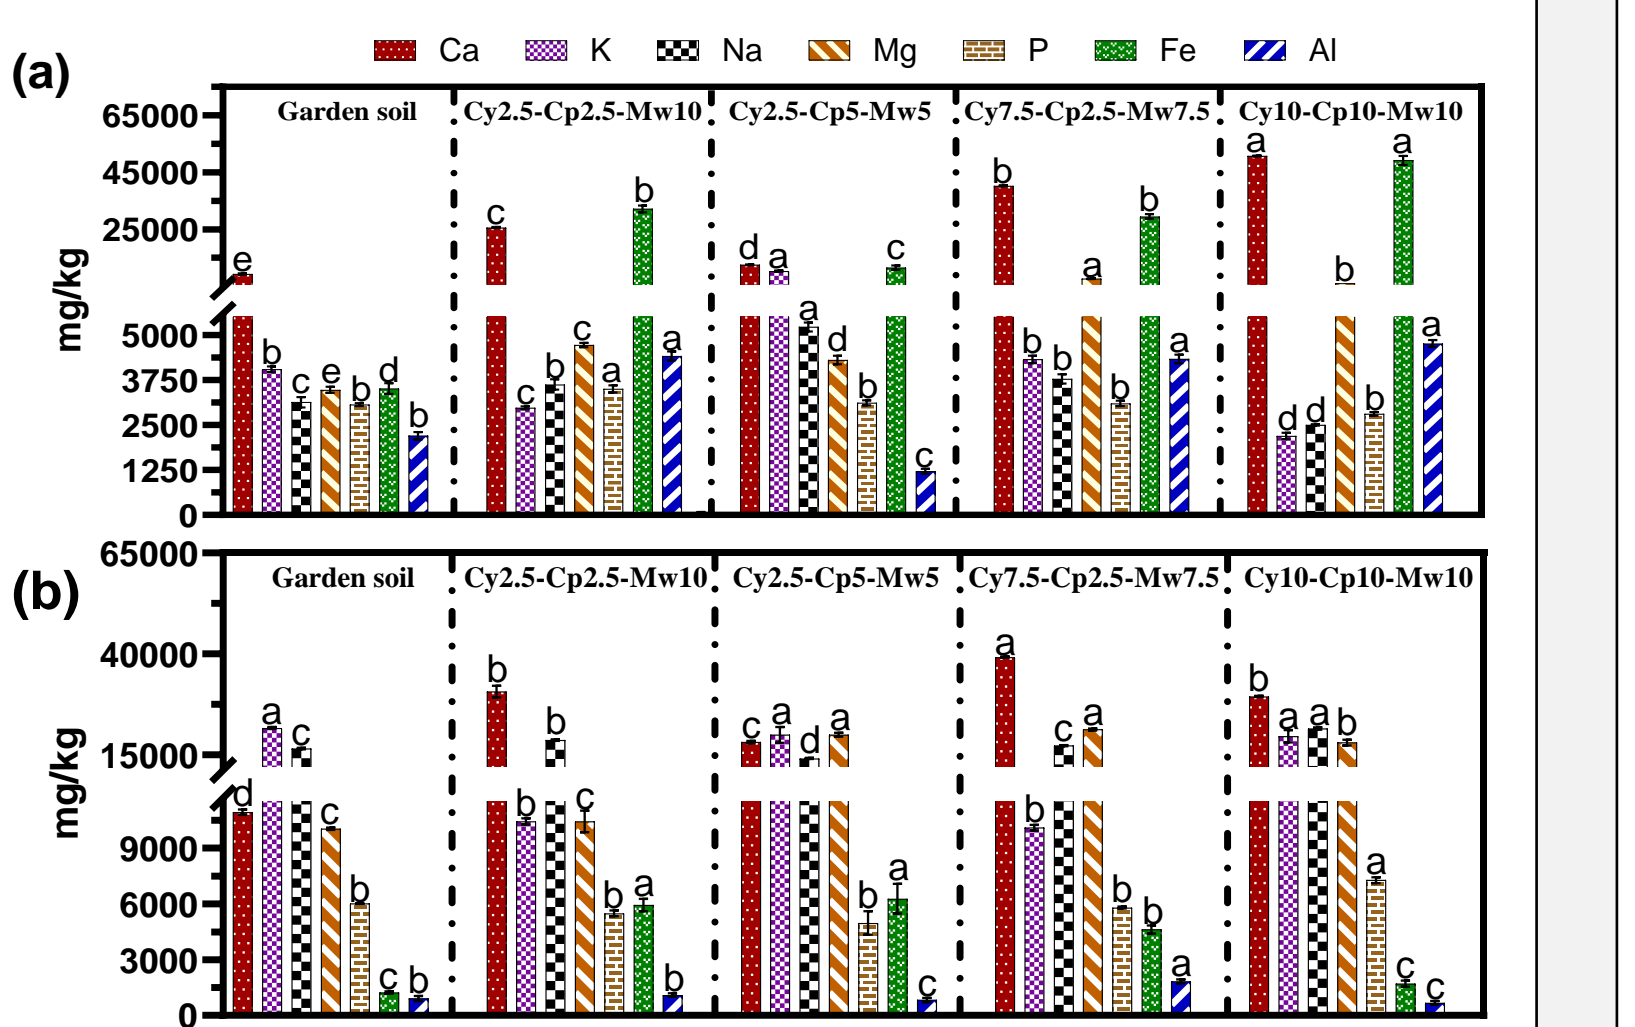 Ca K Na Mg P Fe Al
(a)
Garden soil Cy2.5-Cp2.5-Mw10 Cy2.5-Cp5-Mw5 Cy7.5-Cp2.5-Mw7.5 Cy10-Cp10-Mw10
65000
45000
25000
5000
3750
2500
1250
0
mg/kg
e b c e b d b
c c b c a b a
d a a d b c c
b b b a b b a
a d d b b a a
65000
(b)
Garden soil Cy2.5-Cp2.5-Mw10 Cy2.5-Cp5-Mw5 Cy7.5-Cp2.5-Mw7.5 Cy10-Cp10-Mw10
40000
15000
9000
6000
3000
0
mg/kg
d a c c b c b
b b b c b a b
c a d a b a c
a b c a b b a
b a a b a c c